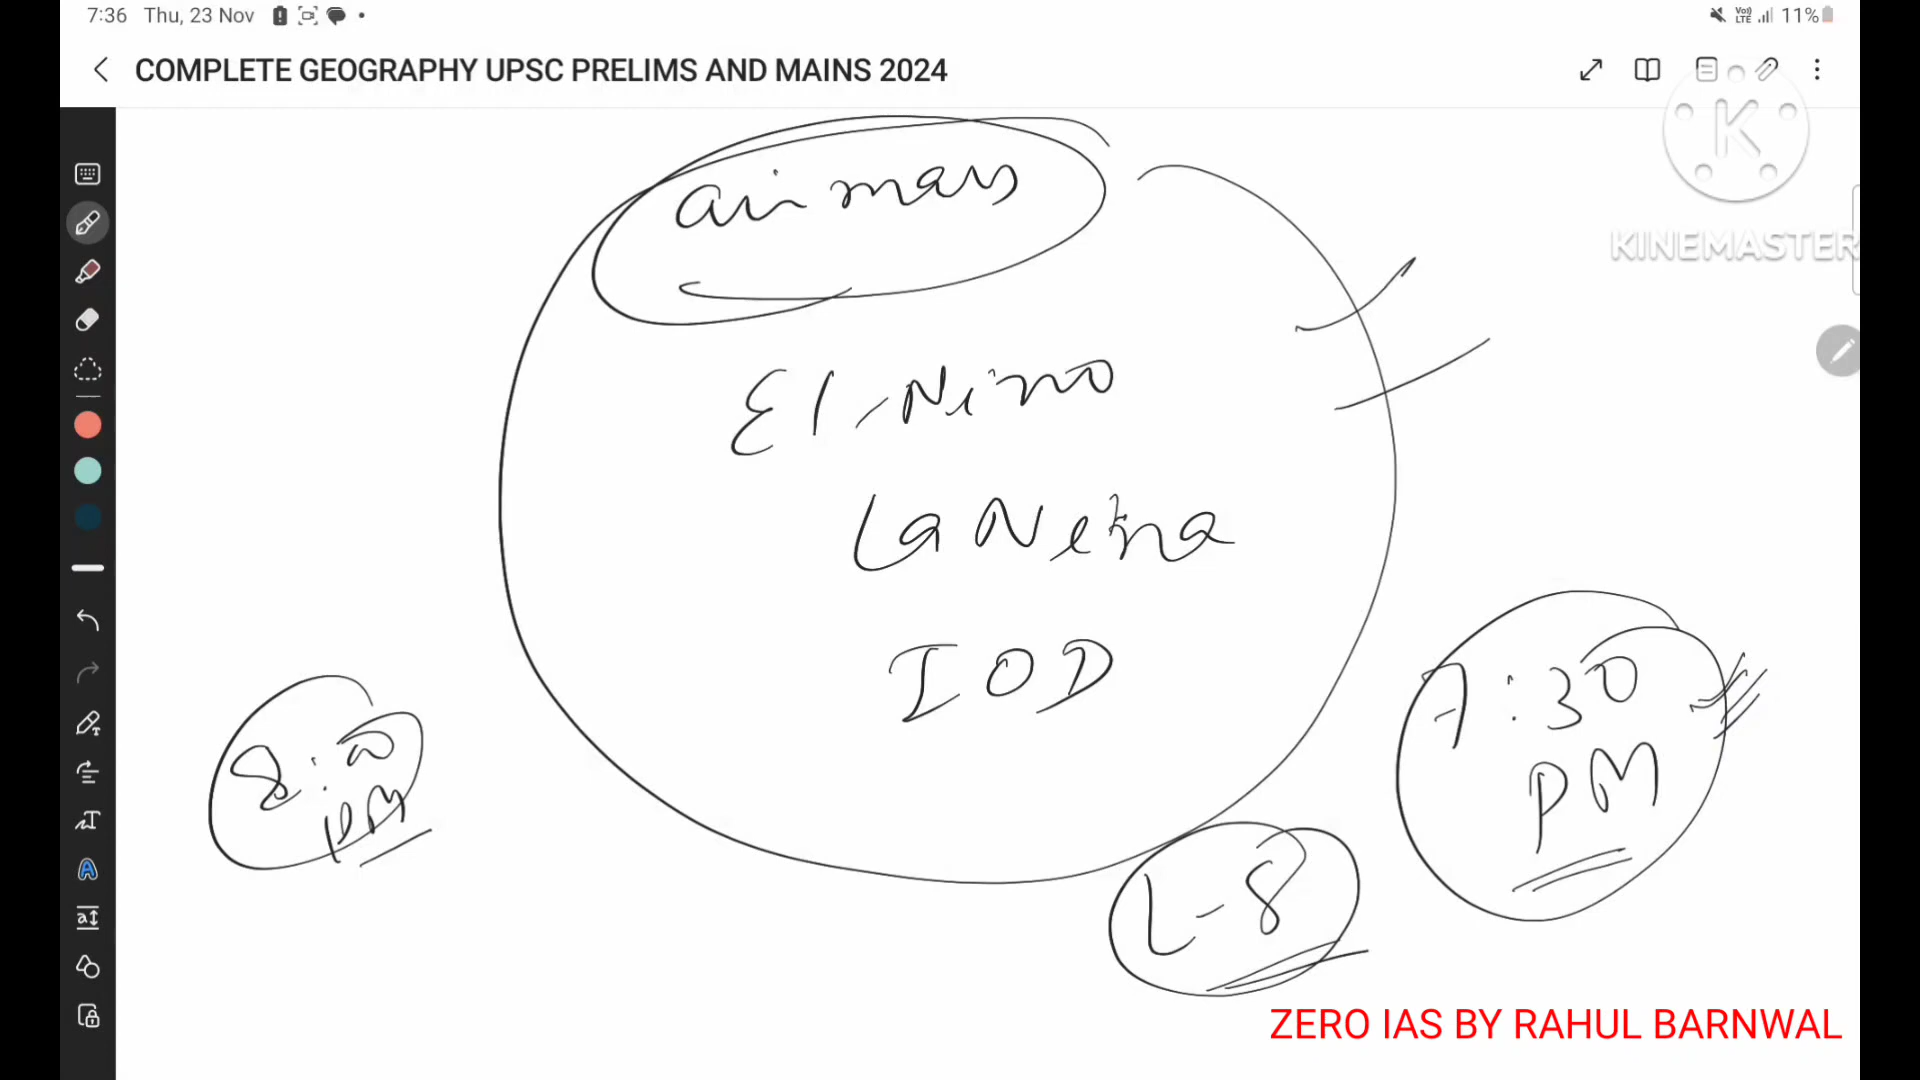 7:36 Thu, 23 Nov
11%
COMPLETE GEOGRAPHY UPSC PRELIMS AND MAINS 2024
KINEMASTER
air mass
El-Nino
La Nina
IOD
8:00
PM
7:30
PM
L-8
ZERO IAS BY RAHUL BARNWAL